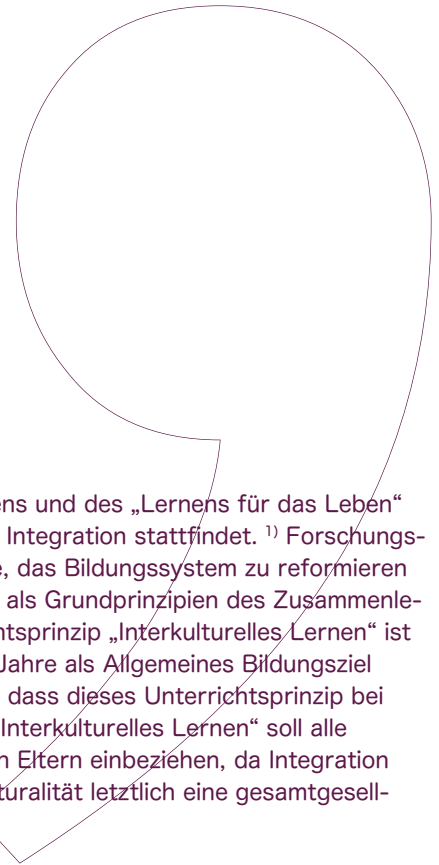 ens und des „Lernens für das Leben“
Integration stattfindet. ¹⁾ Forschungs-
, das Bildungssystem zu reformieren
als Grundprinzipien des Zusammenle-
tsprinzip „Interkulturelles Lernen“ ist
Jahre als Allgemeines Bildungsziel
dass dieses Unterrichtsprinzip bei
Interkulturelles Lernen“ soll alle
n Eltern einbeziehen, da Integration
turalität letztlich eine gesamtgesell-